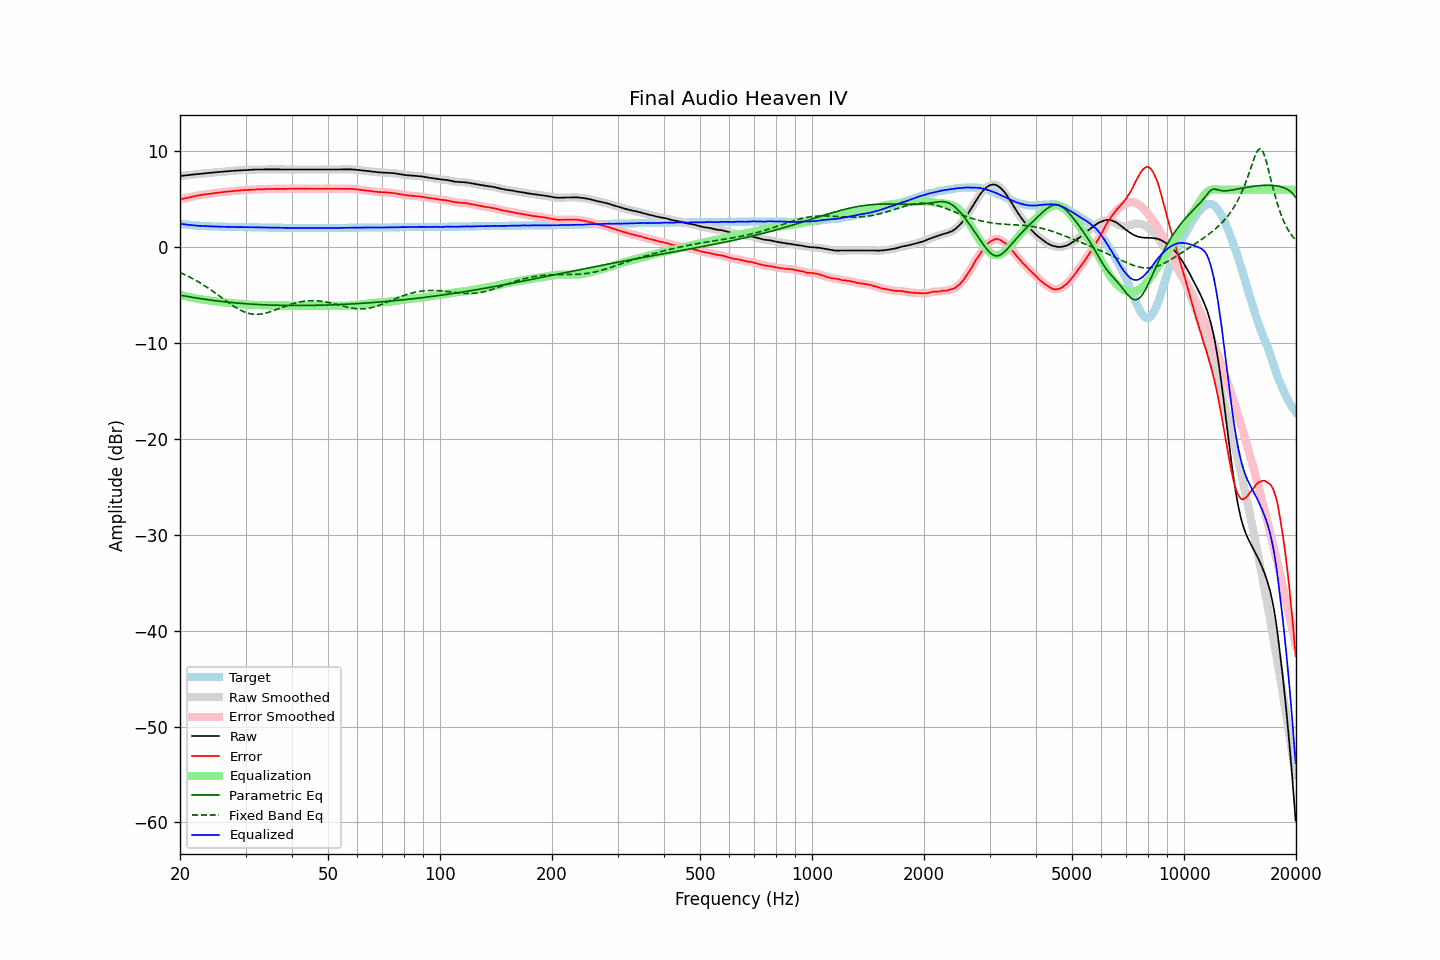 Final Audio Heaven IV
10
0
−10
−20
−30
−40
−50
−60
Amplitude (dBr)
Target
Raw Smoothed
Error Smoothed
Raw
Error
Equalization
Parametric Eq
Fixed Band Eq
Equalized
20 50 100 200 500 1000 2000 5000 10000 20000
Frequency (Hz)